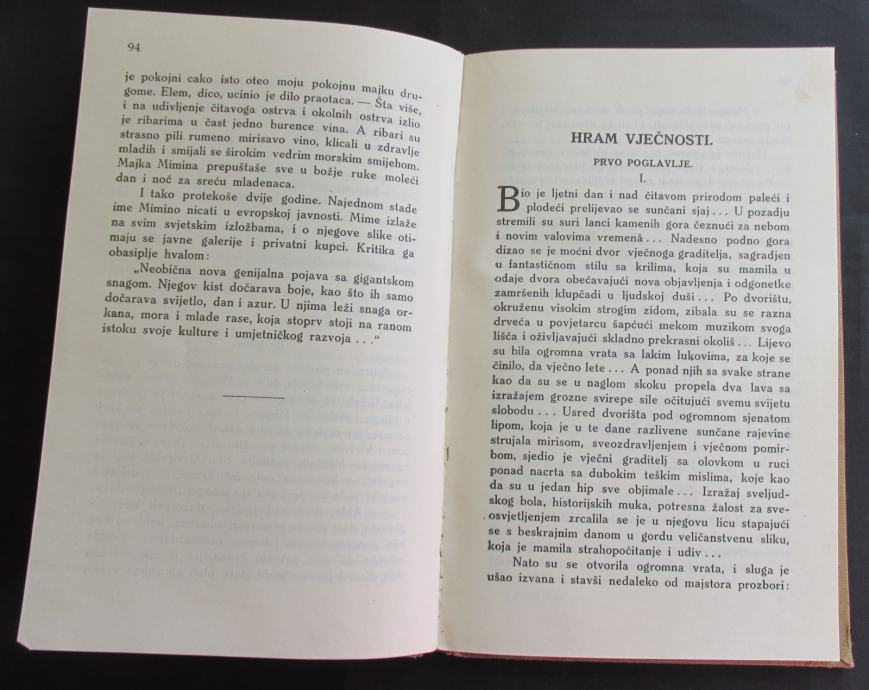 94
je pokojni cako isto oteo moju pokojnu majku dru-
gome. Elem, dico, ucinio je dilo praotaca. — Šta više,
i na udivljenje čitavoga ostrva i okolnih ostrva izlio
je ribarima u čast jedno burence vina. A ribari su
strasno pili rumeno mirisavo vino, klicali u zdravlje
mladih i smijali se širokim vedrim morskim smijehom.
Majka Mimina prepuštaše sve u božje ruke moleći
dan i noć za sreću mladenaca.
I tako protekoše dvije godine. Najednom stade
ime Mimino nicati u evropskoj javnosti. Mime izlaže
na svim svjetskim izložbama, i o njegove slike oti-
maju se javne galerije i privatni kupci. Kritika ga
obasiplje hvalom:
„Neobična nova genijalna pojava sa gigantskom
snagom. Njegov kist dočarava boje, kao što ih samo
dočarava svijetlo, dan i azur. U njima leži snaga or-
kana, mora i mlade rase, koja stoprv stoji na ranom
istoku svoje kulture i umjetničkog razvoja . . .“
HRAM VJEČNOSTI.
PRVO POGLAVLJE.
I.
Bio je ljetni dan i nad čitavom prirodom paleći i
plodeći prelijevao se sunčani sjaj . . . U pozadju
stremili su suri lanci kamenih gora čeznući za nebom
i novim valovima vremenâ . . . Nadesno podno gora
dizao se je moćni dvor vječnoga graditelja, sagradjen
u fantastičnom stilu sa krilima, koja su mamila u
odaje dvora obećavajući nova objavljenja i odgonetke
zamršenih klupčadi u ljudskoj duši . . . Po dvorištu,
okruženu visokim strogim zidom, zibala su se razna
drveća u povjetarcu šapćući mekom muzikom svoga
lišća i oživljavajući skladno prekrasni okoliš . . . Lijevo
su bila ogromna vrata sa lakim lukovima, za koje se
činilo, da vječno lete . . . A ponad njih sa svake strane
kao da su se u naglom skoku propela dva lava sa
izražajem grozne svirepe sile očitujući svemu svijetu
slobodu . . . Usred dvorišta pod ogromnom sjenatom
lipom, koja je u te dane razlivene sunčane rajevine
strujala mirisom, sveozdravljenjem i vječnom pomir-
bom, sjedio je vječni graditelj sa olovkom u ruci
ponad nacrta sa dubokim teškim mislima, koje kao
da su u jedan hip sve objimale . . . Izražaj sveljud-
skog bola, historijskih muka, potresna žalost za sve-
osvjetljenjem zrcalila se je u njegovu licu stapajući
se s beskrajnim danom u gordu veličanstvenu sliku,
koja je mamila strahopočitanje i udiv . . .
Nato su se otvorila ogromna vrata, i sluga je
ušao izvana i stavši nedaleko od majstora prozbori: